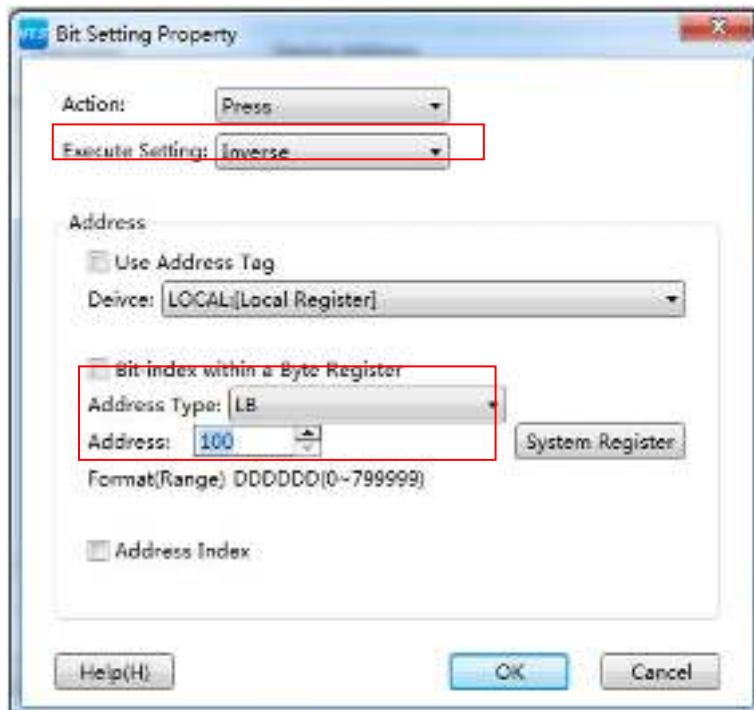 Bit Setting Property
Action: Press
Execute Setting: Inverse
Address
Use Address Tag
Deivce: LOCAL:[Local Register]
Bit index within a Byte Register
Address Type: LB
Address: 100 System Register
Format(Range) DDDDDD(0~799999)
Address Index
Help(H) OK Cancel